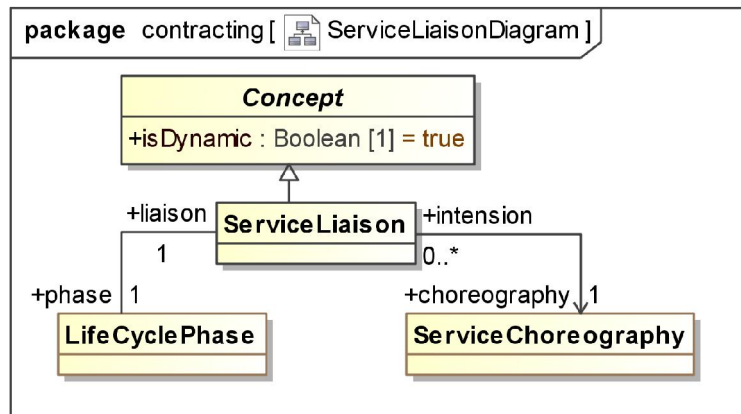 package contracting [ ServiceLiaisonDiagram ]
Concept
+isDynamic : Boolean [1] = true
+liaison
ServiceLiaison
+intension
1
0..*
+phase
1
+choreography
1
LifeCyclePhase
ServiceChoreography